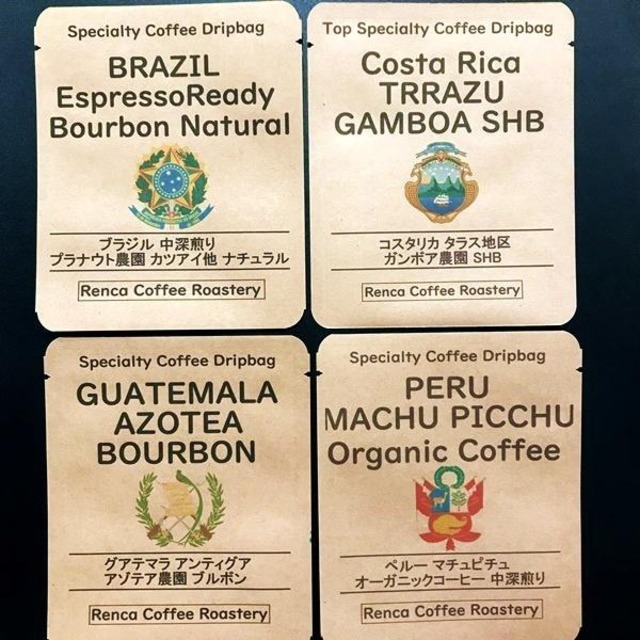 Specialty Coffee Dripbag
BRAZIL
EspressoReady
Bourbon Natural
ブラジル 中深煎り
プラナウト農園 カツアイ他 ナチュラル
Renca Coffee Roastery
Top Specialty Coffee Dripbag
Costa Rica
TRRAZU
GAMBOA SHB
コスタリカ タラス地区
ガンボア農園 SHB
Renca Coffee Roastery
Specialty Coffee Dripbag
GUATEMALA
AZOTEA
BOURBON
グアテマラ アンティグア
アゾテア農園 ブルボン
Renca Coffee Roastery
Specialty Coffee Dripbag
PERU
MACHU PICCHU
Organic Coffee
ペルー マチュピチュ
オーガニックコーヒー 中深煎り
Renca Coffee Roastery